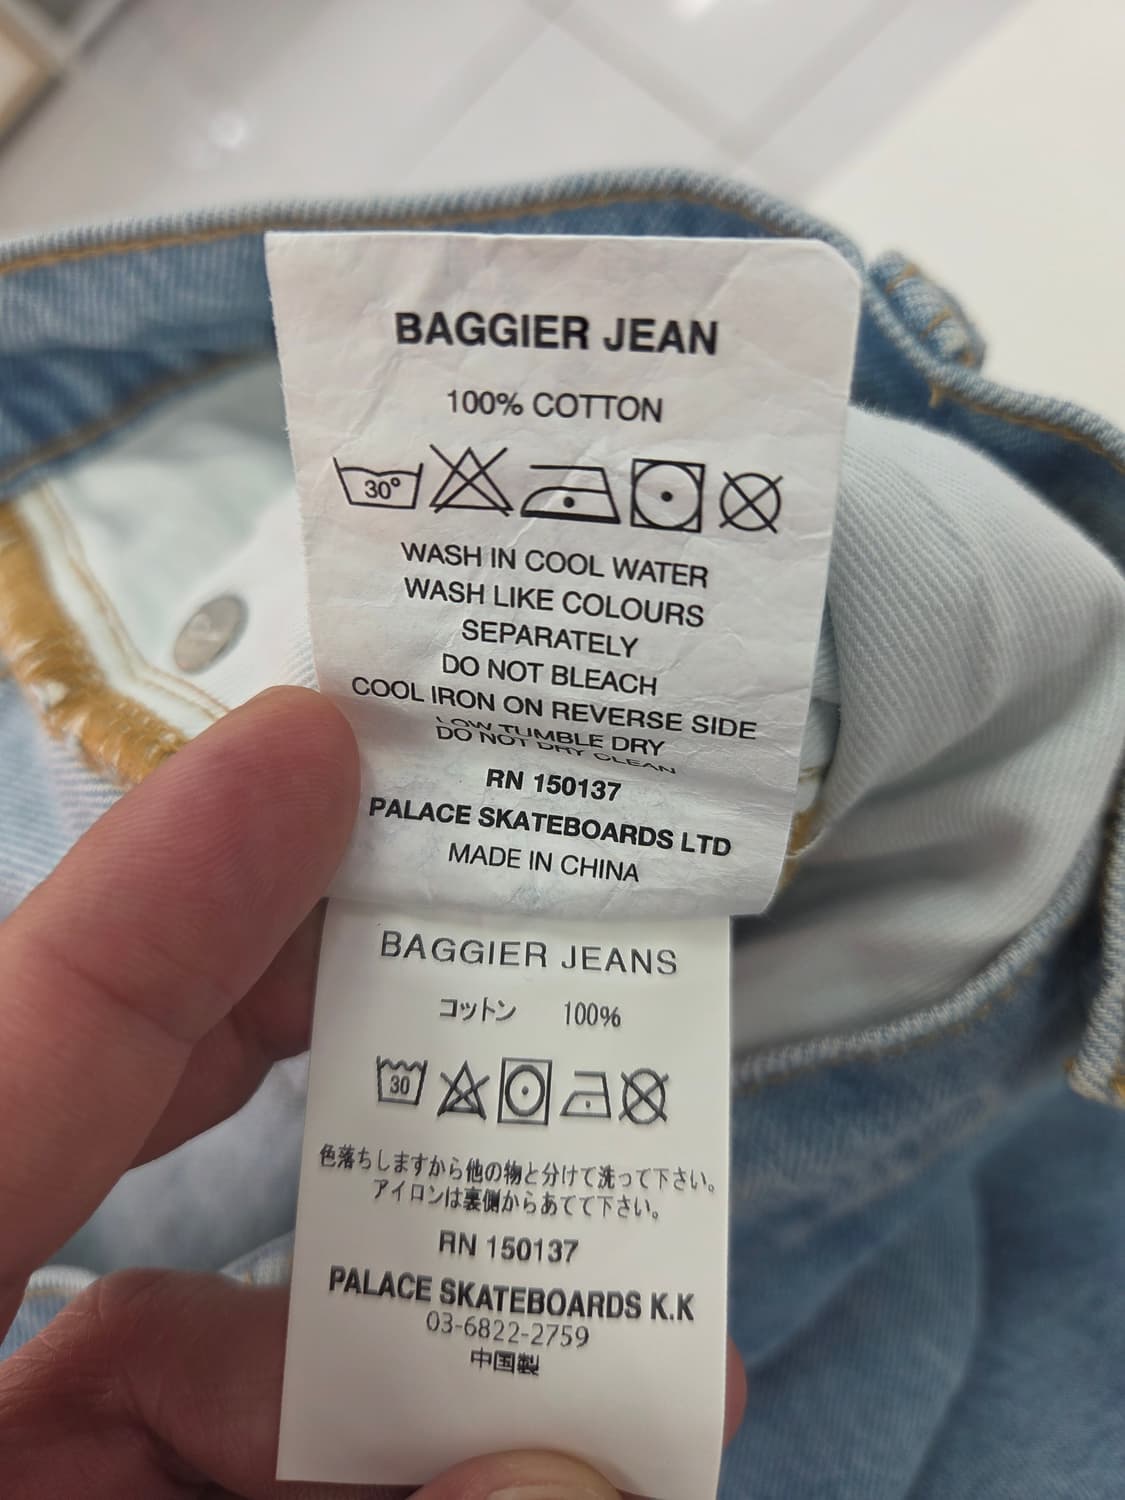 BAGGIER JEAN
100% COTTON
30°
WASH IN COOL WATER
WASH LIKE COLOURS
SEPARATELY
DO NOT BLEACH
COOL IRON ON REVERSE SIDE
LOW TUMBLE DRY
DO NOT DRY CLEAN
RN 150137
PALACE SKATEBOARDS LTD
MADE IN CHINA
BAGGIER JEANS
コットン 100%
30
色落ちしますから他の物と分けて洗って下さい。
アイロンは裏側からあてて下さい。
RN 150137
PALACE SKATEBOARDS K.K
03-6822-2759
中国製